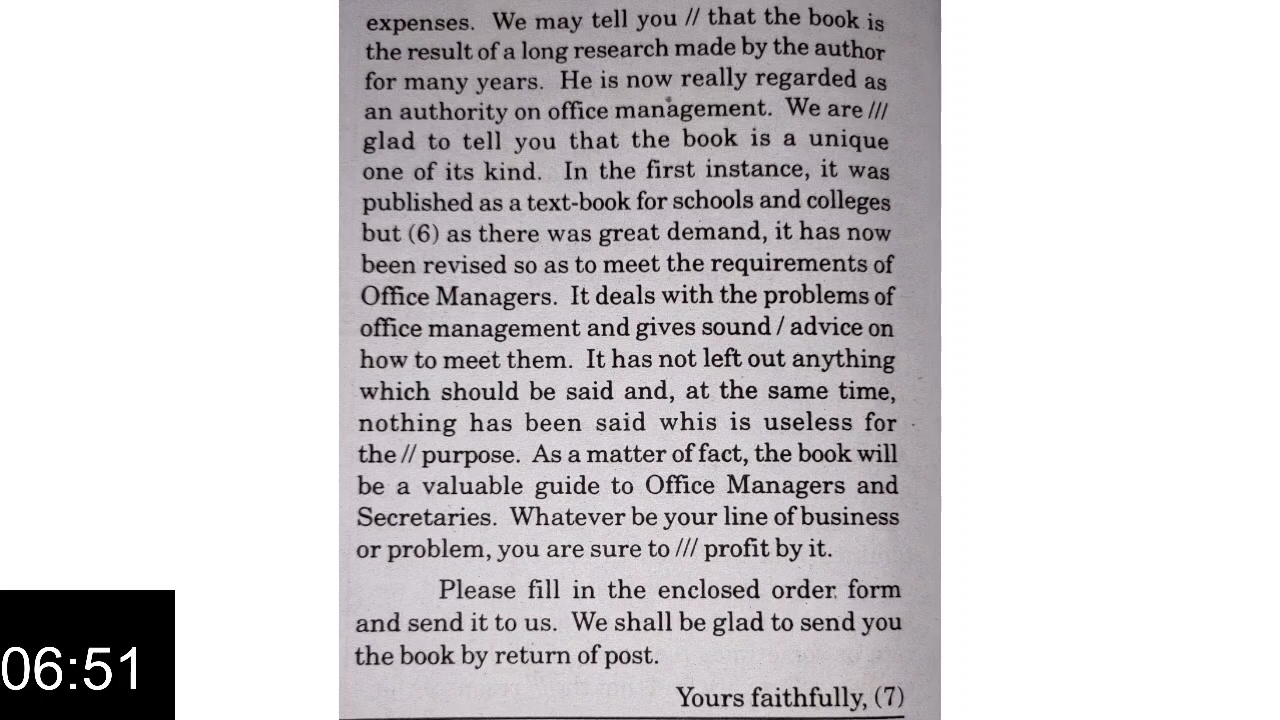 expenses. We may tell you // that the book is
the result of a long research made by the author
for many years. He is now really regarded as
an authority on office management. We are ///
glad to tell you that the book is a unique
one of its kind. In the first instance, it was
published as a text-book for schools and colleges
but (6) as there was great demand, it has now
been revised so as to meet the requirements of
Office Managers. It deals with the problems of
office management and gives sound / advice on
how to meet them. It has not left out anything
which should be said and, at the same time,
nothing has been said whis is useless for
the // purpose. As a matter of fact, the book will
be a valuable guide to Office Managers and
Secretaries. Whatever be your line of business
or problem, you are sure to /// profit by it.
Please fill in the enclosed order form
and send it to us. We shall be glad to send you
the book by return of post.
Yours faithfully, (7)
06:51